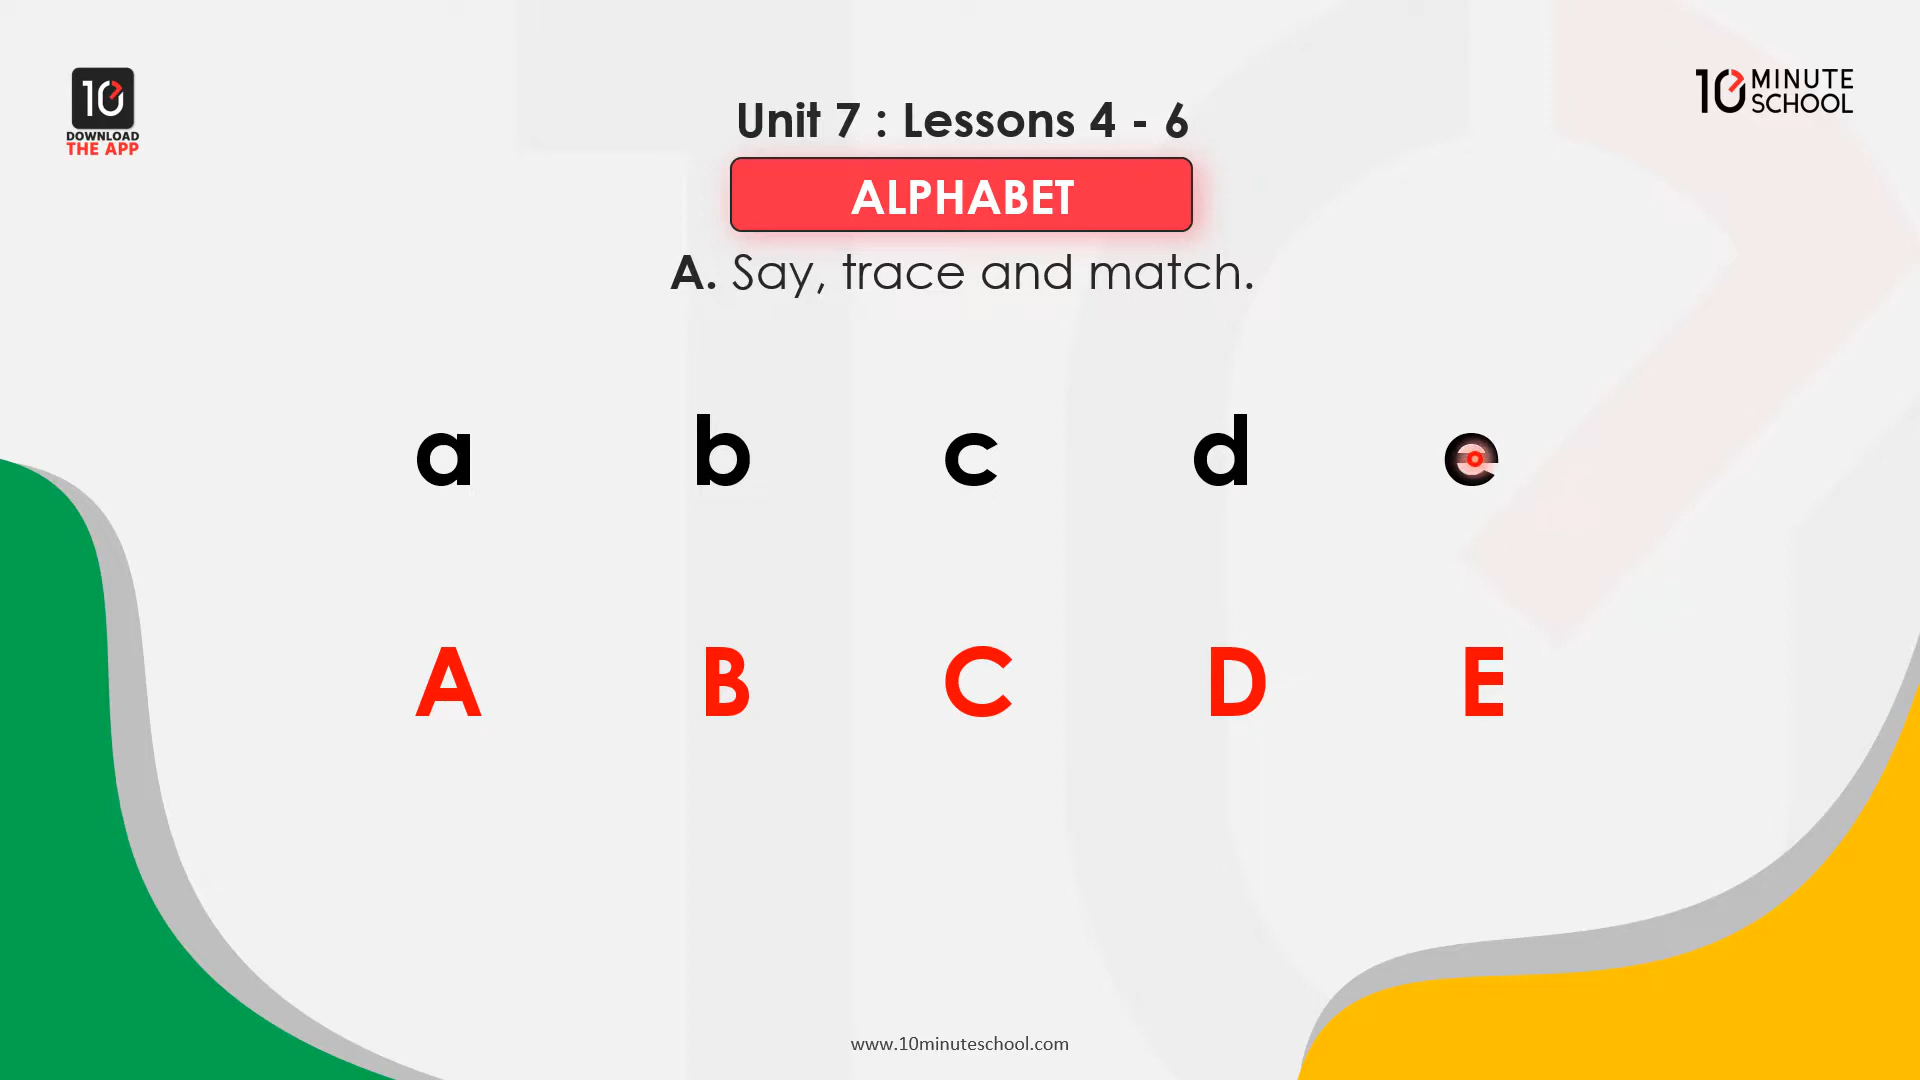 10
DOWNLOAD
THE APP
10 MINUTE
SCHOOL
Unit 7 : Lessons 4 - 6
ALPHABET
A. Say, trace and match.
a b c d e
A B C D E
www.10minuteschool.com